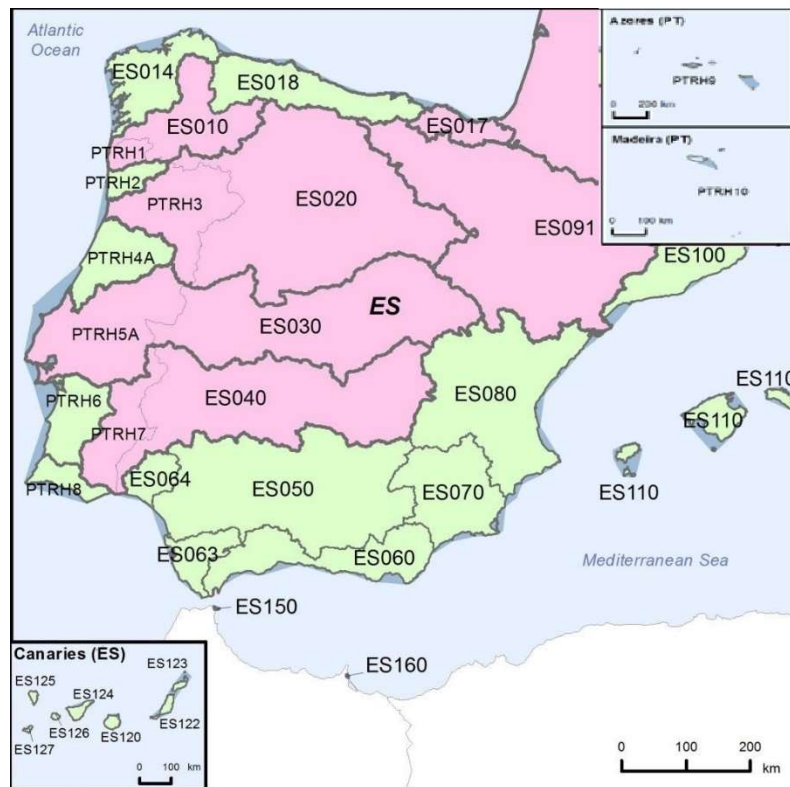 Atlantic
Ocean
Azores (PT)
PTRH9
0 200 km
Madeira (PT)
PTRH10
0 100 km
ES014
ES018
ES010
ES017
PTRH1
PTRH2
PTRH3
ES020
ES091
ES100
PTRH4A
ES030
ES
PTRH5A
ES110
PTRH6
ES040
ES080
ES110
PTRH7
ES064
ES050
ES070
ES110
PTRH8
ES063
ES060
Mediterranean Sea
ES150
ES160
Canaries (ES)
ES123
ES125
ES124
ES126
ES120
ES122
ES127
0 100
km
0 100 200
km